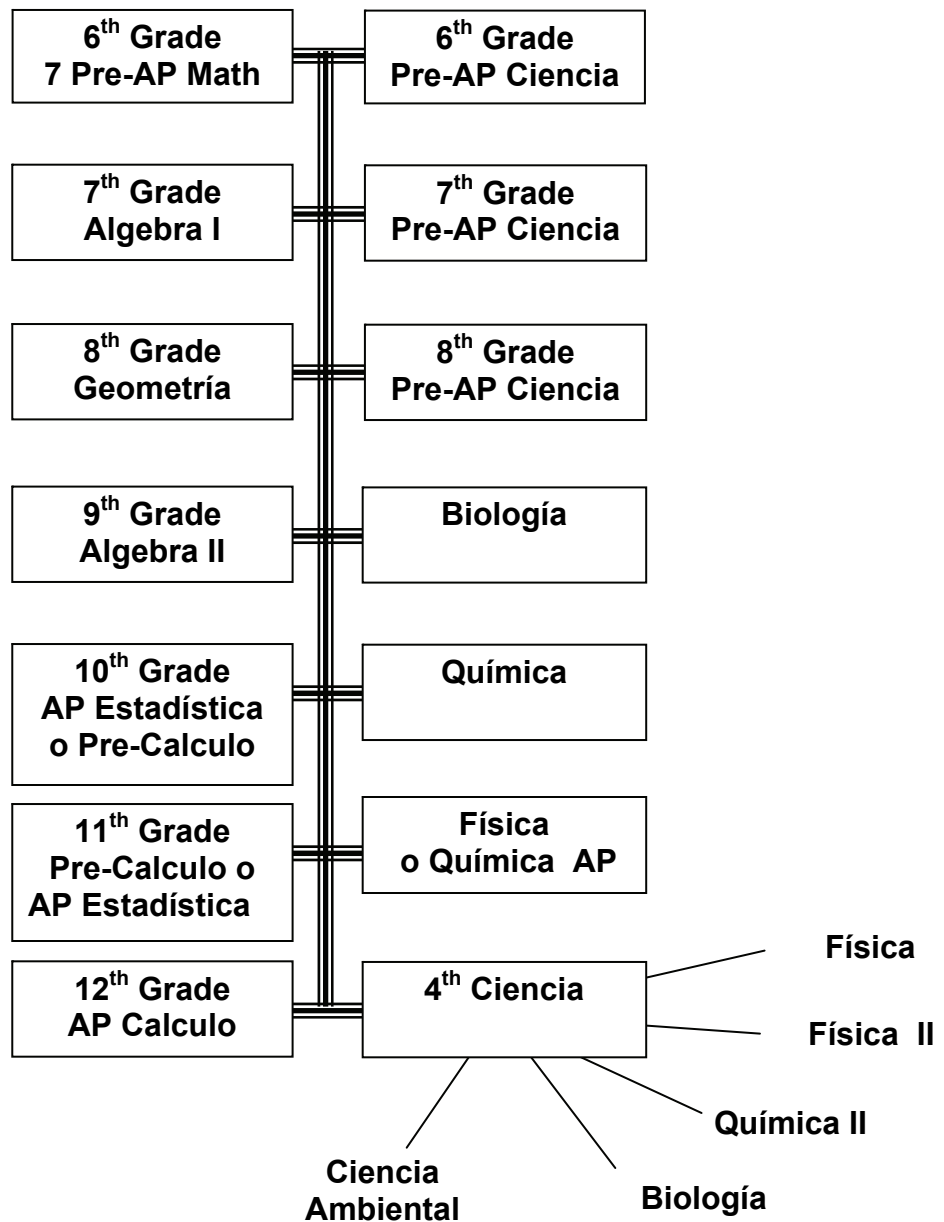 6th Grade
7 Pre-AP Math
6th Grade
Pre-AP Ciencia
7th Grade
Algebra I
7th Grade
Pre-AP Ciencia
8th Grade
Geometría
8th Grade
Pre-AP Ciencia
9th Grade
Algebra II
Biología
10th Grade
AP Estadística
o Pre-Calculo
Química
11th Grade
Pre-Calculo o
AP Estadística
Física
o Química AP
12th Grade
AP Calculo
4th Ciencia
Física
Física II
Química II
Biología
Ciencia
Ambiental